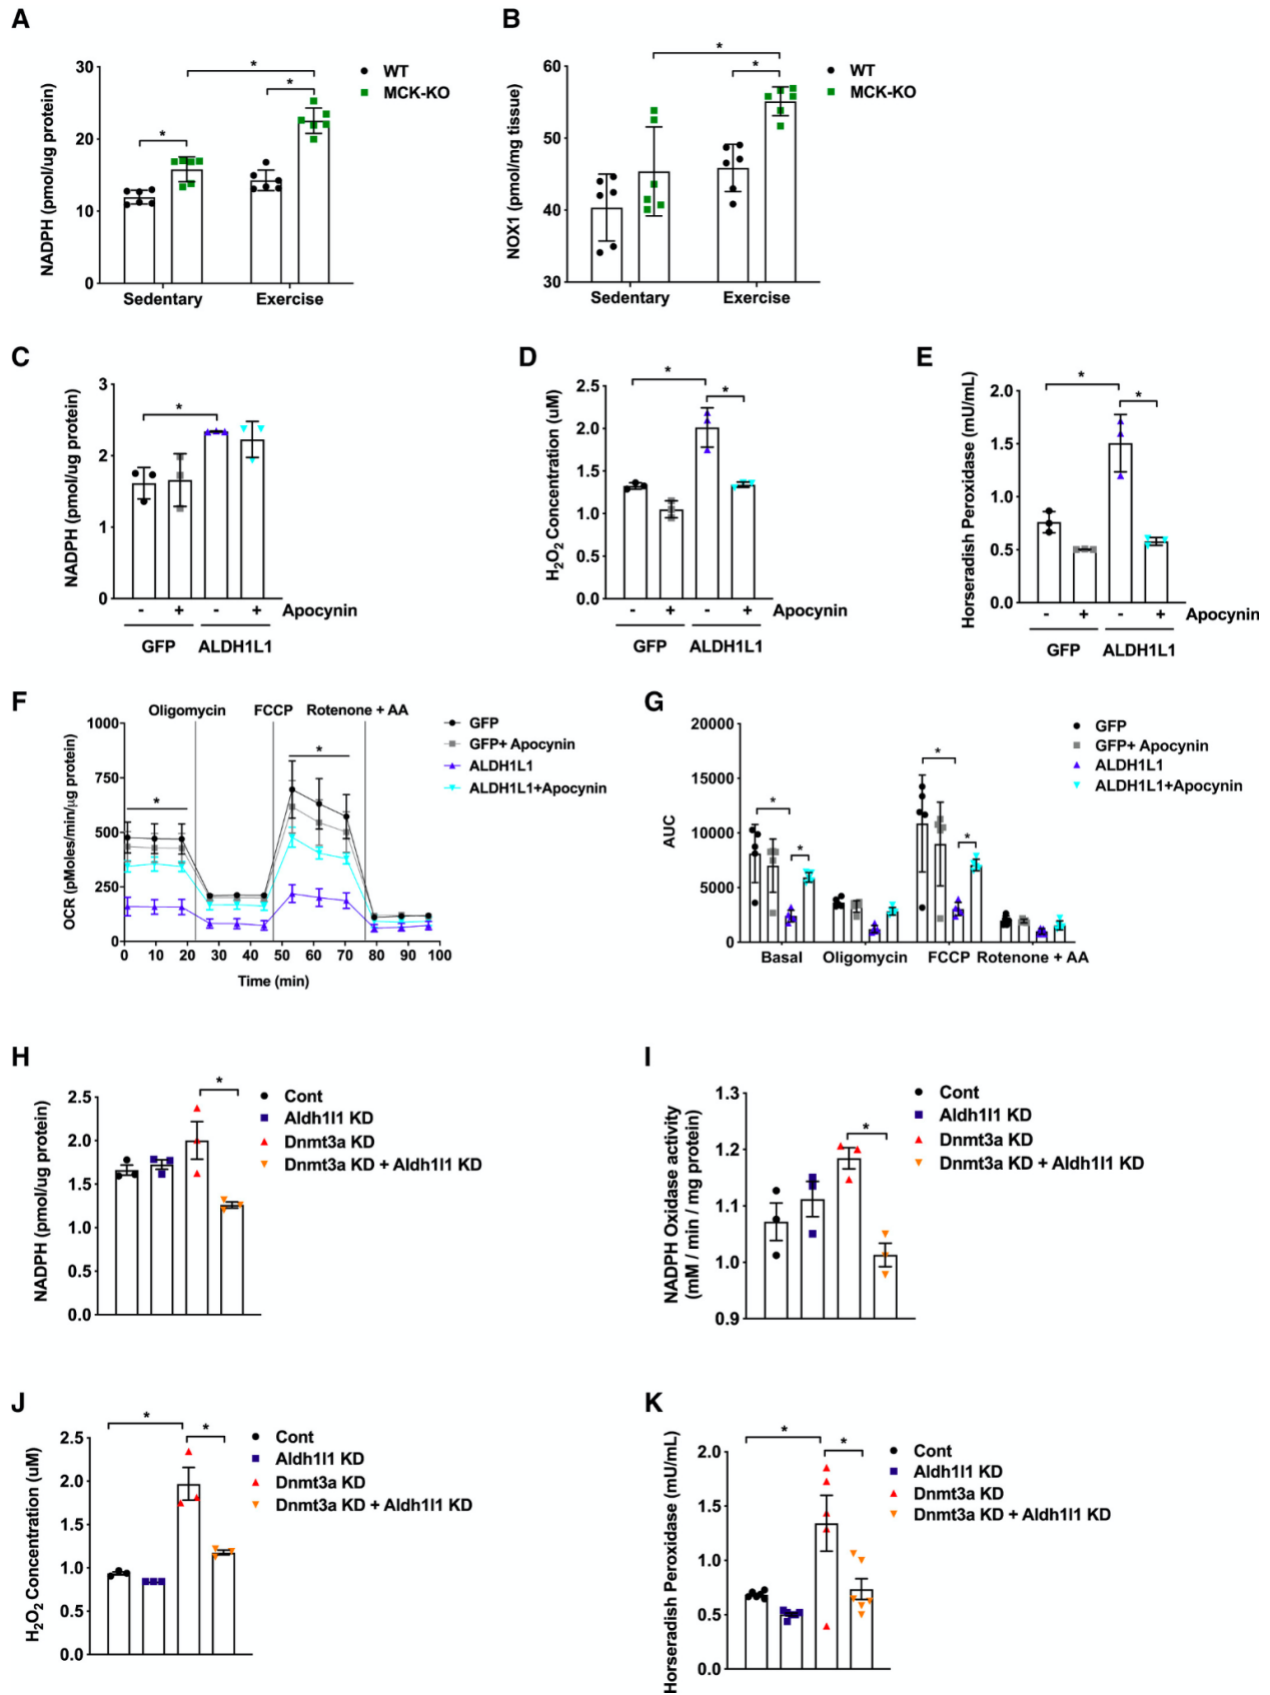 A
NADPH (pmol/ug protein)
30
20
10
0
*
*
*
WT
MCK-KO
Sedentary
Exercise
B
NOX1 (pmol/mg tissue)
60
50
40
30
*
*
WT
MCK-KO
Sedentary
Exercise
C
NADPH (pmol/ug protein)
3
2
1
0
*
- + - + Apocynin
GFP ALDH1L1
D
H2O2 Concentration (uM)
2.5
2.0
1.5
1.0
0.5
0.0
*
*
- + - + Apocynin
GFP ALDH1L1
E
Horseradish Peroxidase (mU/mL)
2.0
1.5
1.0
0.5
0.0
*
*
- + - + Apocynin
GFP ALDH1L1
F
Oligomycin FCCP Rotenone + AA
OCR (pMoles/min/µg protein)
1000
750
500
250
0
*
*
0 10 20 30 40 50 60 70 80 90 100
Time (min)
GFP
GFP+ Apocynin
ALDH1L1
ALDH1L1+Apocynin
G
AUC
20000
15000
10000
5000
0
*
*
*
*
Basal Oligomycin FCCP Rotenone + AA
GFP
GFP+ Apocynin
ALDH1L1
ALDH1L1+Apocynin
H
NADPH (pmol/ug protein)
2.5
2.0
1.5
1.0
1.5
0.0
*
Cont
Aldh1l1 KD
Dnmt3a KD
Dnmt3a KD + Aldh1l1 KD
I
NADPH Oxidase activity
(mM / min / mg protein)
1.3
1.2
1.1
1.0
0.9
*
Cont
Aldh1l1 KD
Dnmt3a KD
Dnmt3a KD + Aldh1l1 KD
J
H2O2 Concentration (uM)
2.5
2.0
1.5
1.0
0.5
0.0
*
*
Cont
Aldh1l1 KD
Dnmt3a KD
Dnmt3a KD + Aldh1l1 KD
K
Horseradish Peroxidase (mU/mL)
2.0
1.5
1.0
0.5
0.0
*
*
Cont
Aldh1l1 KD
Dnmt3a KD
Dnmt3a KD + Aldh1l1 KD